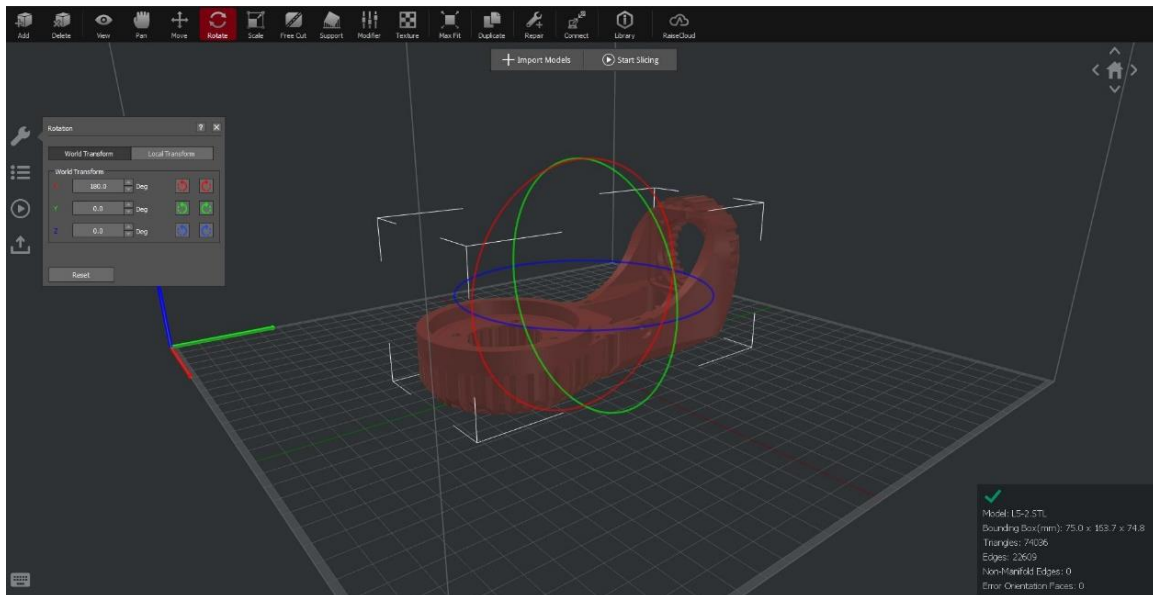 Add Delete View Pan Move Rotate Scale Free Cut Support Modifier Texture Max Fit Duplicate Repair Connect Library RaiseCloud
Import Models Start Slicing
Rotation ? ×
World Transform Local Transform
World Transform
X 180.0 Deg
Y 0.0 Deg
Z 0.0 Deg
Reset
Model: L5-2.STL
Bounding Box(mm): 75.0 x 163.7 x 74.8
Triangles: 74036
Edges: 22609
Non-Manifold Edges: 0
Error Orientation Faces: 0